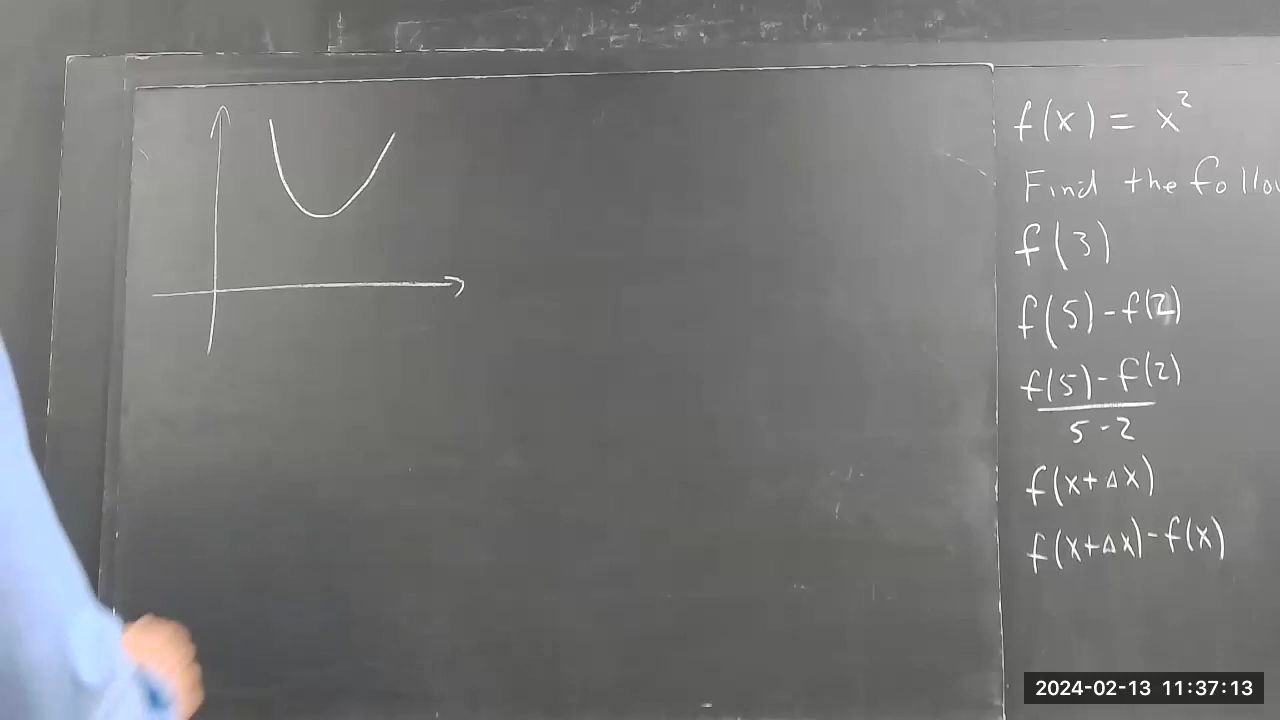 f(x) = x²
Find the
f(3)
f(5) - f(2)
f(5) - f(2)
5 - 2
f(x+Δx)
f(x+Δx) - f(x)
2024-02-13 11:37:13